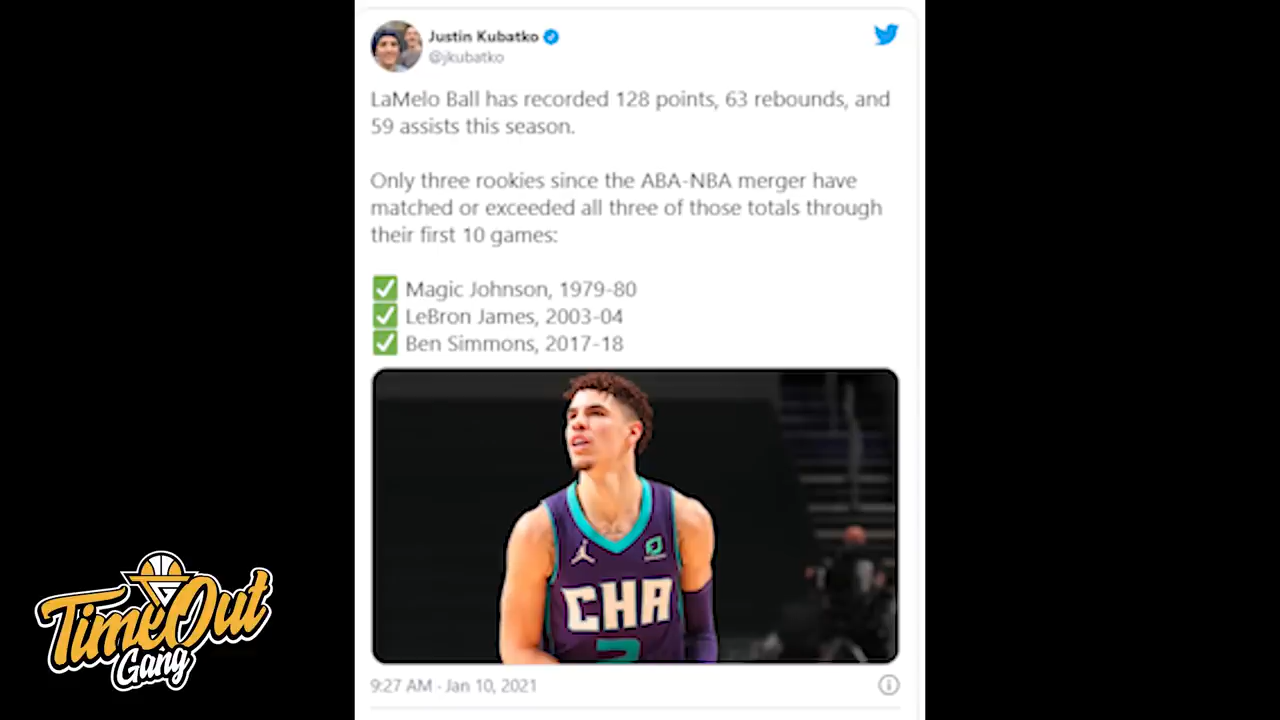 Justin Kubatko
@jkubatko
LaMelo Ball has recorded 128 points, 63 rebounds, and
59 assists this season.
Only three rookies since the ABA-NBA merger have
matched or exceeded all three of those totals through
their first 10 games:
✅ Magic Johnson, 1979-80
✅ LeBron James, 2003-04
✅ Ben Simmons, 2017-18
CHA
2
TimeOut
Gang
9:27 AM · Jan 10, 2021